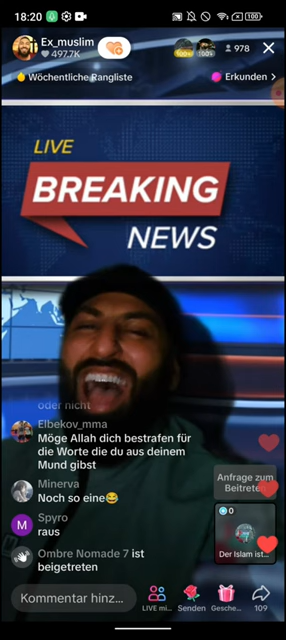 18:20
100
Ex_muslim
497.7K
978
Wöchentliche Rangliste
Erkunden >
LIVE
BREAKING
NEWS
oder nicht
Elbekov_mma
Möge Allah dich bestrafen für
die Worte die du aus deinem
Mund gibst
Minerva
Noch so eine😂
Anfrage zum
Beitreten
M
Spyro
raus
0
Der Islam ist...
Ombre Nomade 7 ist
beigetreten
Kommentar hinz...
LIVE mi...
Senden
Gesche...
109